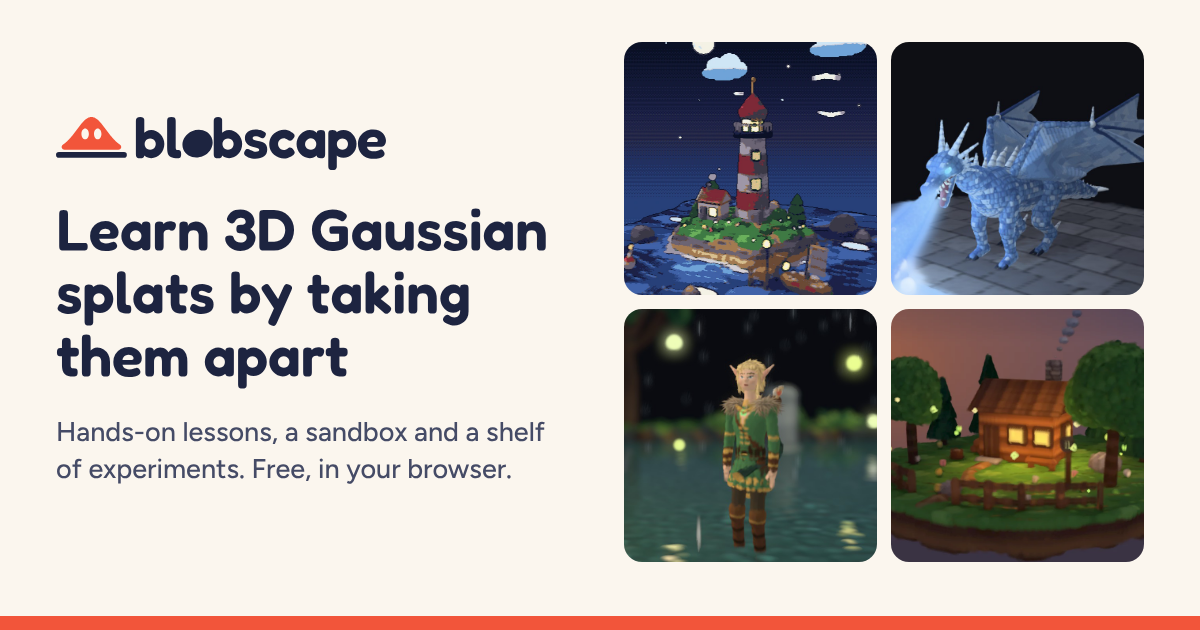 blobscape
Learn 3D Gaussian
splats by taking
them apart
Hands-on lessons, a sandbox and a shelf
of experiments. Free, in your browser.